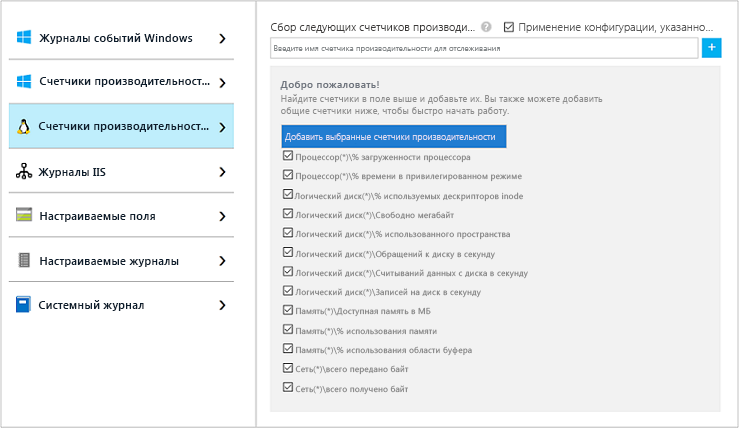 Журналы событий Windows
Счетчики производительност...
Счетчики производительност...
Журналы IIS
Настраиваемые поля
Настраиваемые журналы
Системный журнал
Сбор следующих счетчиков производи... ? Применение конфигурации, указанно...
Введите имя счетчика производительности для отслеживания
+
Добро пожаловать!
Найдите счетчики в поле выше и добавьте их. Вы также можете добавить
общие счетчики ниже, чтобы быстро начать работу.
Добавить выбранные счетчики производительности
Процессор(*)\% загруженности процессора
Процессор(*)\% времени в привилегированном режиме
Логический диск(*)\% используемых дескрипторов inode
Логический диск(*)\Свободно мегабайт
Логический диск(*)\% использованного пространства
Логический диск(*)\Обращений к диску в секунду
Логический диск(*)\Считываний данных с диска в секунду
Логический диск(*)\Записей на диск в секунду
Память(*)\Доступная память в МБ
Память(*)\% использования памяти
Память(*)\% использования области буфера
Сеть(*)\всего передано байт
Сеть(*)\всего получено байт